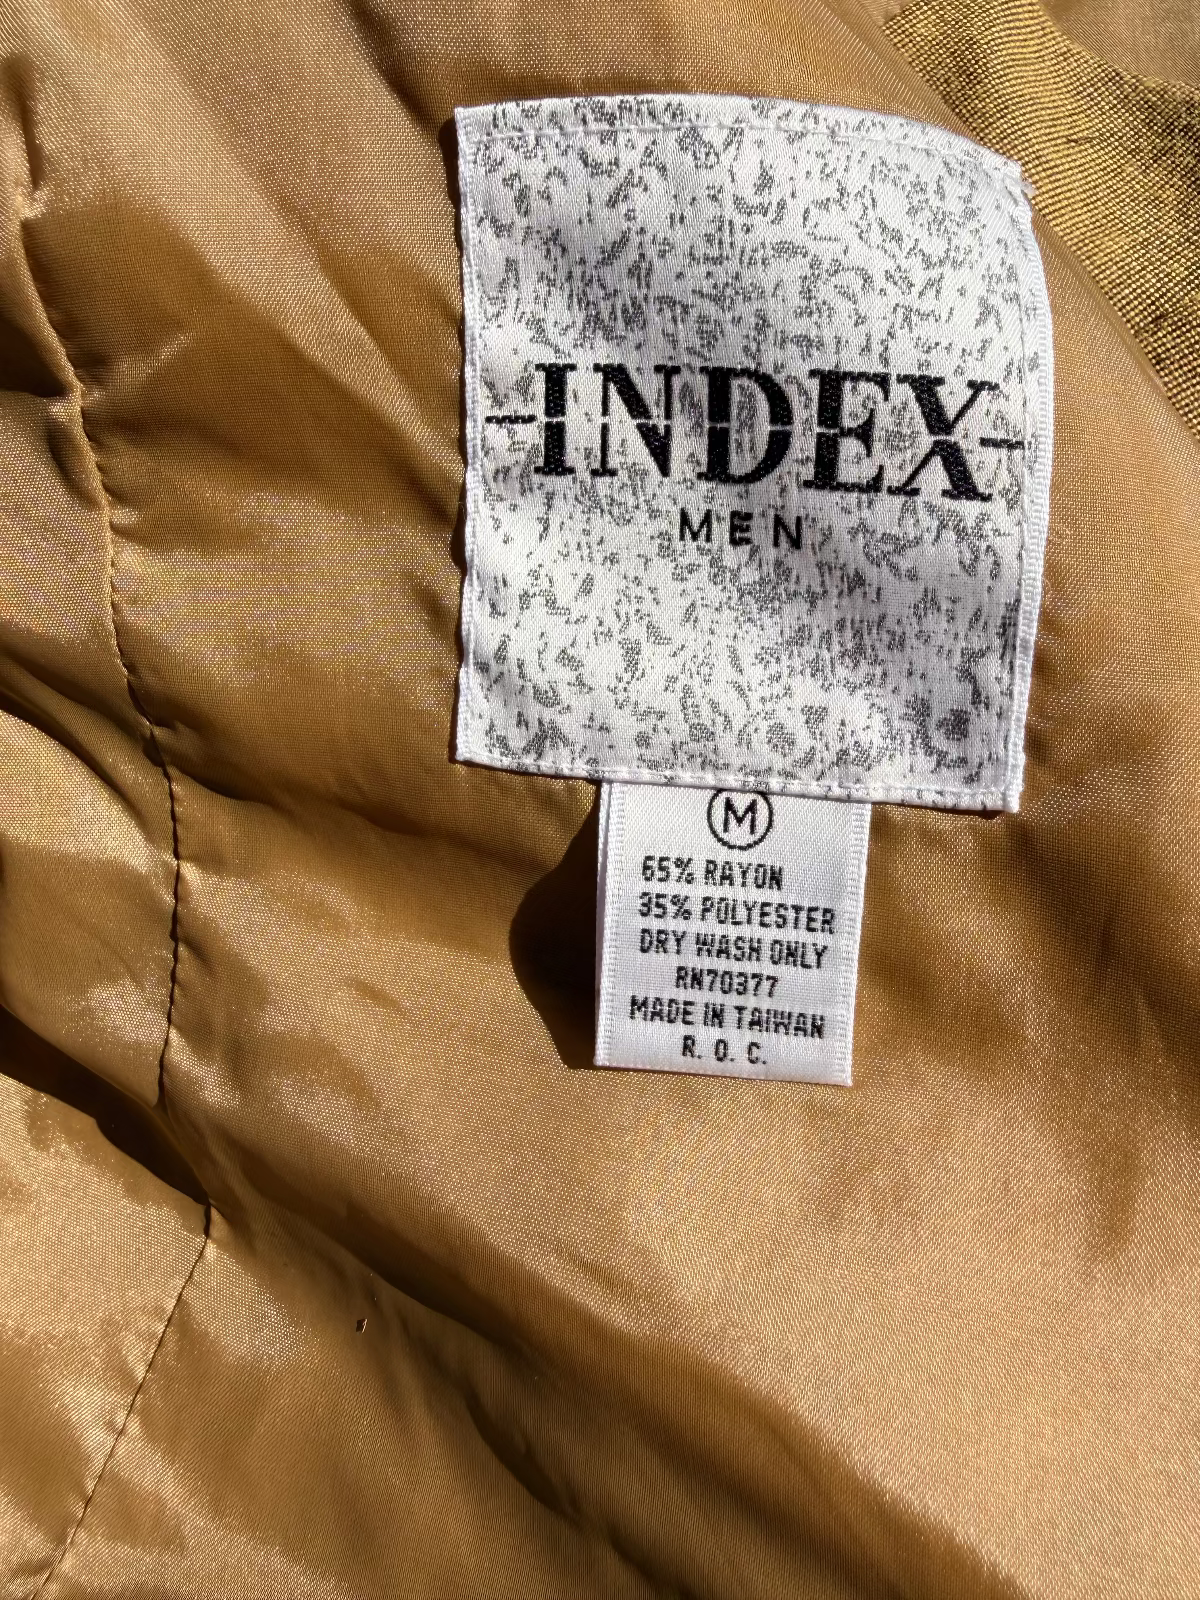 -INDEX-
MEN
M
65% RAYON
35% POLYESTER
DRY WASH ONLY
RN70377
MADE IN TAIWAN
R. O. C.